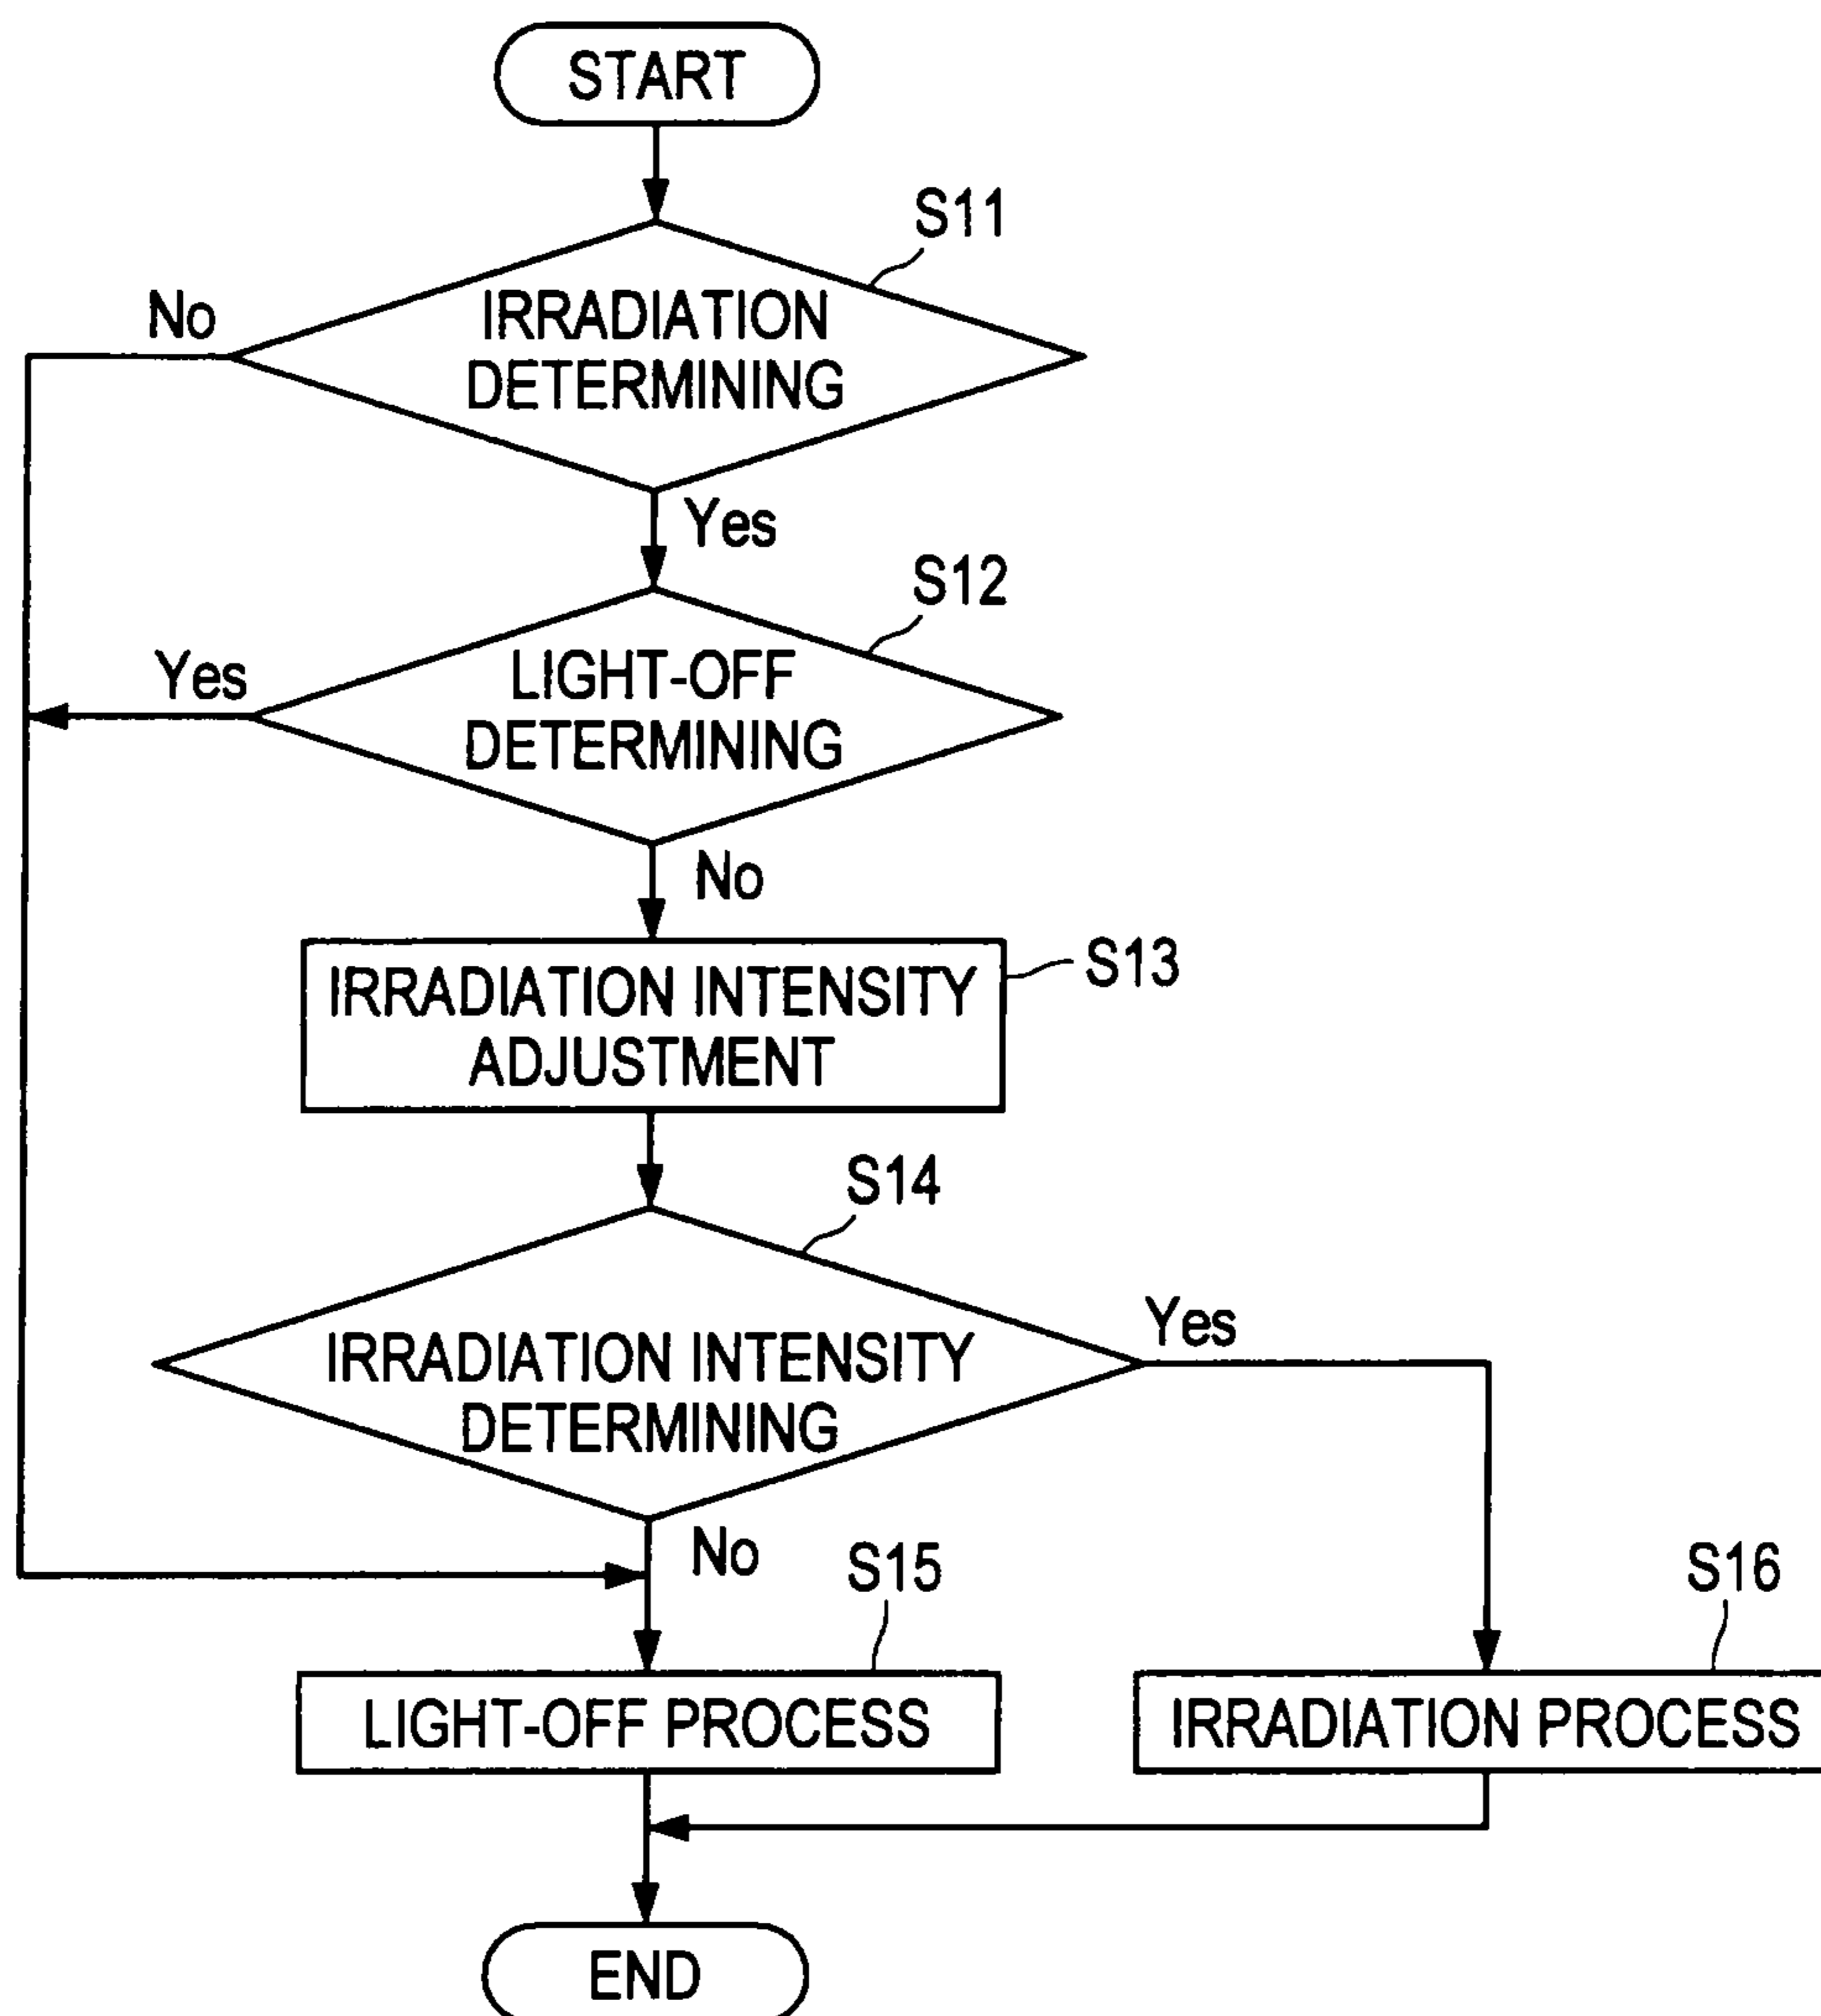 START
S11
No
IRRADIATION
DETERMINING
Yes
S12
Yes
LIGHT-OFF
DETERMINING
No
IRRADIATION INTENSITY
ADJUSTMENT
S13
S14
Yes
IRRADIATION INTENSITY
DETERMINING
No
S15
S16
LIGHT-OFF PROCESS
IRRADIATION PROCESS
END